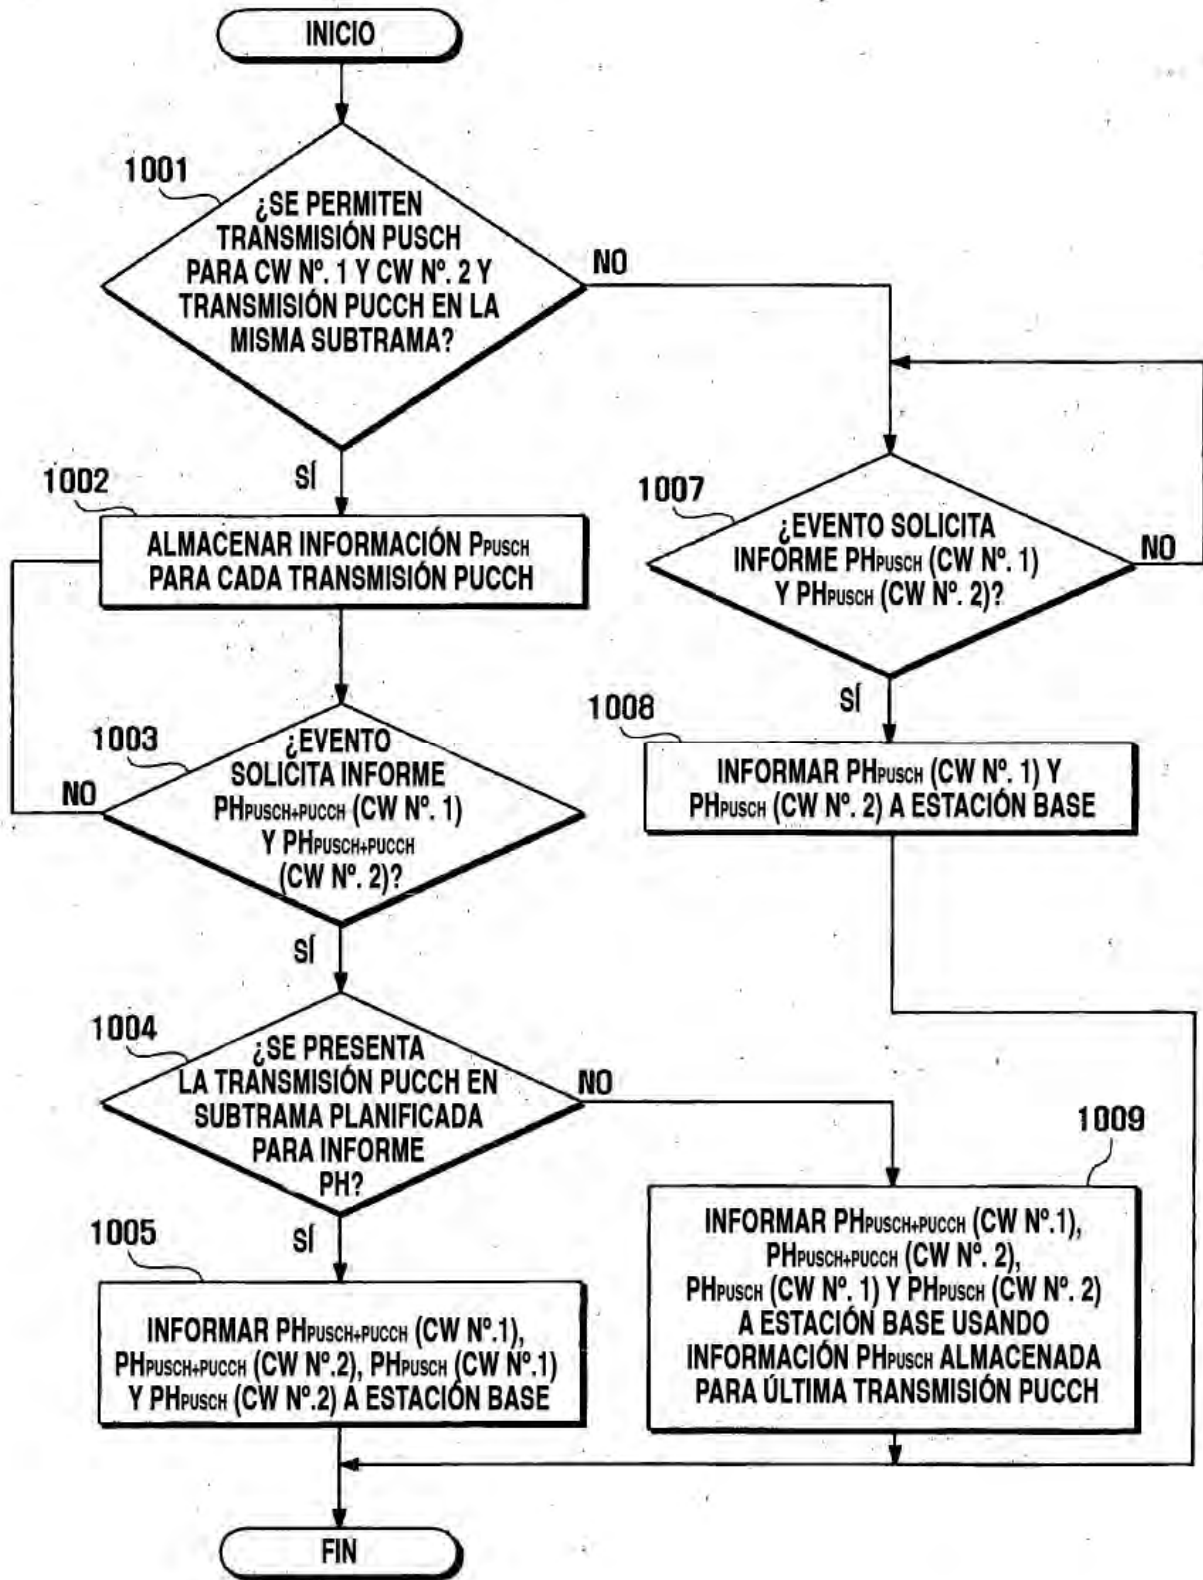 INICIO
1001
¿SE PERMITEN
TRANSMISIÓN PUSCH
PARA CW Nº. 1 Y CW Nº. 2 Y
TRANSMISIÓN PUCCH EN LA
MISMA SUBTRAMA?
NO
SÍ
1002
ALMACENAR INFORMACIÓN PPUSCH
PARA CADA TRANSMISIÓN PUCCH
1003
¿EVENTO
SOLICITA INFORME
PHPUSCH+PUCCH (CW Nº. 1)
Y PHPUSCH+PUCCH
(CW Nº. 2)?
NO
SÍ
1004
¿SE PRESENTA
LA TRANSMISIÓN PUCCH EN
SUBTRAMA PLANIFICADA
PARA INFORME
PH?
NO
SÍ
1005
INFORMAR PHPUSCH+PUCCH (CW Nº.1),
PHPUSCH+PUCCH (CW Nº.2), PHPUSCH (CW Nº.1)
Y PHPUSCH (CW Nº.2) A ESTACIÓN BASE
1007
¿EVENTO SOLICITA
INFORME PHPUSCH (CW Nº. 1)
Y PHPUSCH (CW Nº. 2)?
NO
SÍ
1008
INFORMAR PHPUSCH (CW Nº. 1) Y
PHPUSCH (CW Nº. 2) A ESTACIÓN BASE
1009
INFORMAR PHPUSCH+PUCCH (CW Nº.1),
PHPUSCH+PUCCH (CW Nº. 2),
PHPUSCH (CW Nº. 1) Y PHPUSCH (CW Nº. 2)
A ESTACIÓN BASE USANDO
INFORMACIÓN PHPUSCH ALMACENADA
PARA ÚLTIMA TRANSMISIÓN PUCCH
FIN